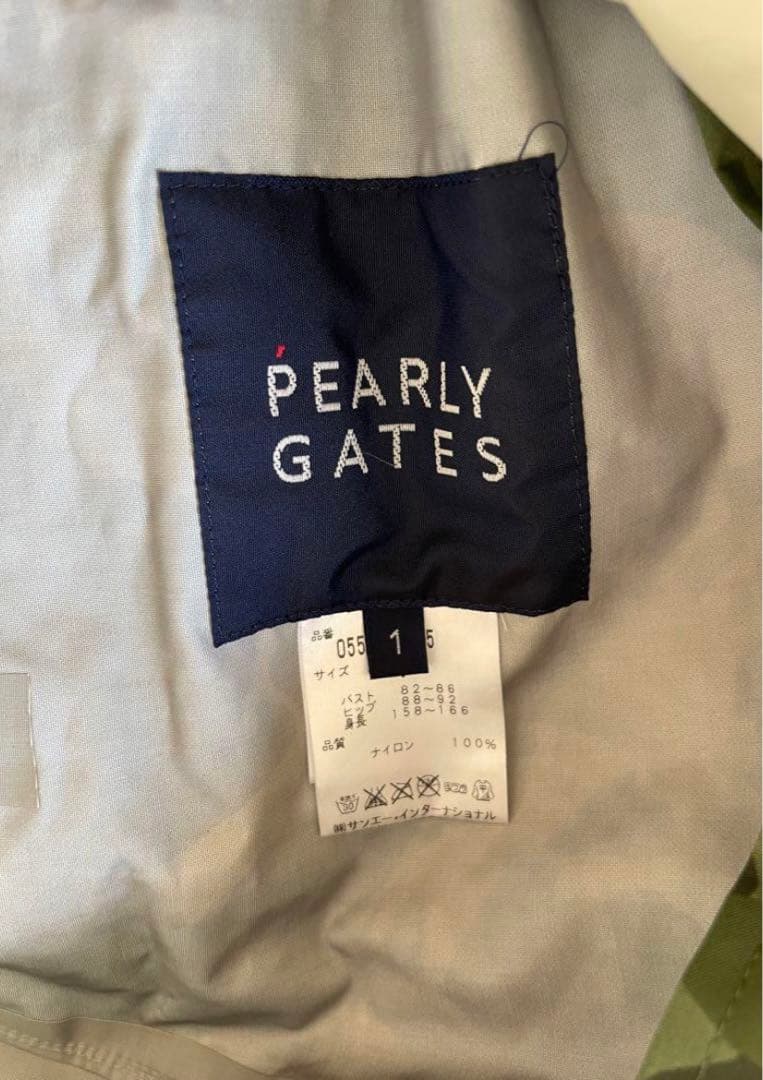 PEARLY
GATES
1
品番 055 5
サイズ
バスト 82~86
ヒップ 88~92
身長 158~166
品質 ナイロン 100%
㈱サンエー・インターナショナル